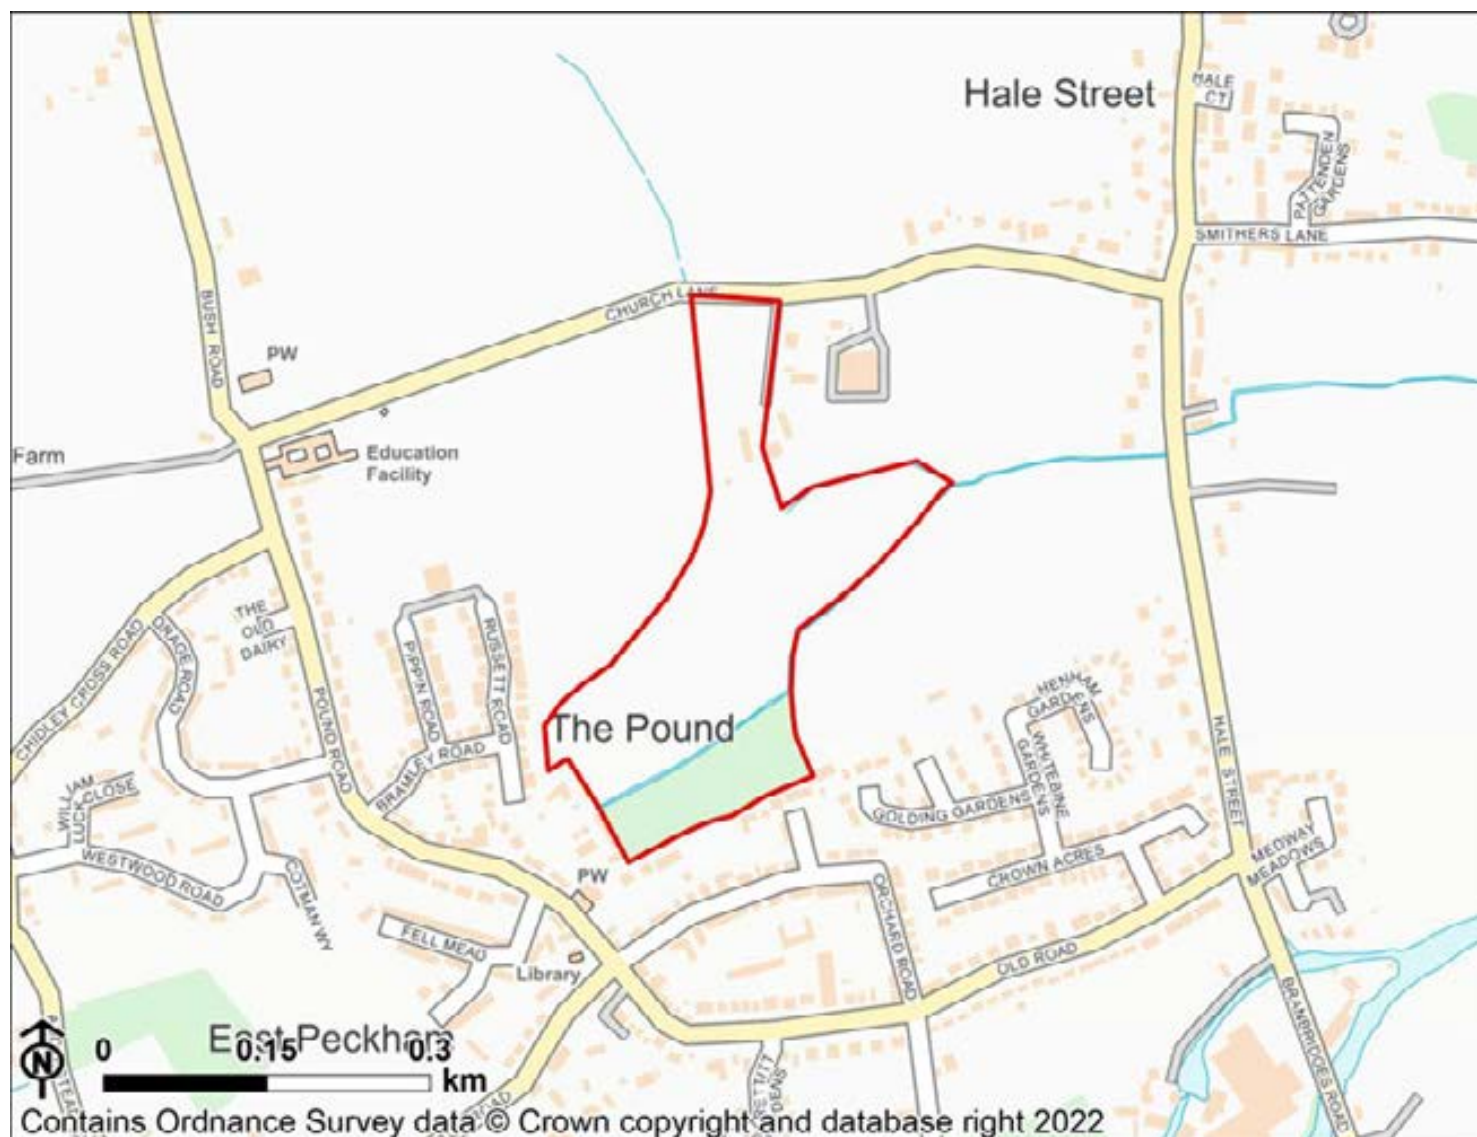 Hale Street
HALE
CT
PATTENDEN
GARDENS
SMITHERS LANE
BUSH ROAD
CHURCH LANE
PW
Farm
Education
Facility
THE
OLD
DAIRY
DRAGE ROAD
CHIDLEY CROSS ROAD
PIPPIN ROAD
RUSSETT ROAD
POUND ROAD
BRAMLEY ROAD
The Pound
HENHAM
GARDENS
WHITEBINE
GARDENS
GOLDING GARDENS
HALE STREET
WILLIAM
LUCK CLOSE
WESTWOOD ROAD
COTMAN WY
CROWN ACRES
MEDWAY
MEADOWS
PW
ORCHARD ROAD
FELL MEAD
Library
OLD ROAD
BRANBRIDGES ROAD
East Peckham
N
0 0.15 0.3
km
ROAD
Contains Ordnance Survey data © Crown copyright and database right 2022